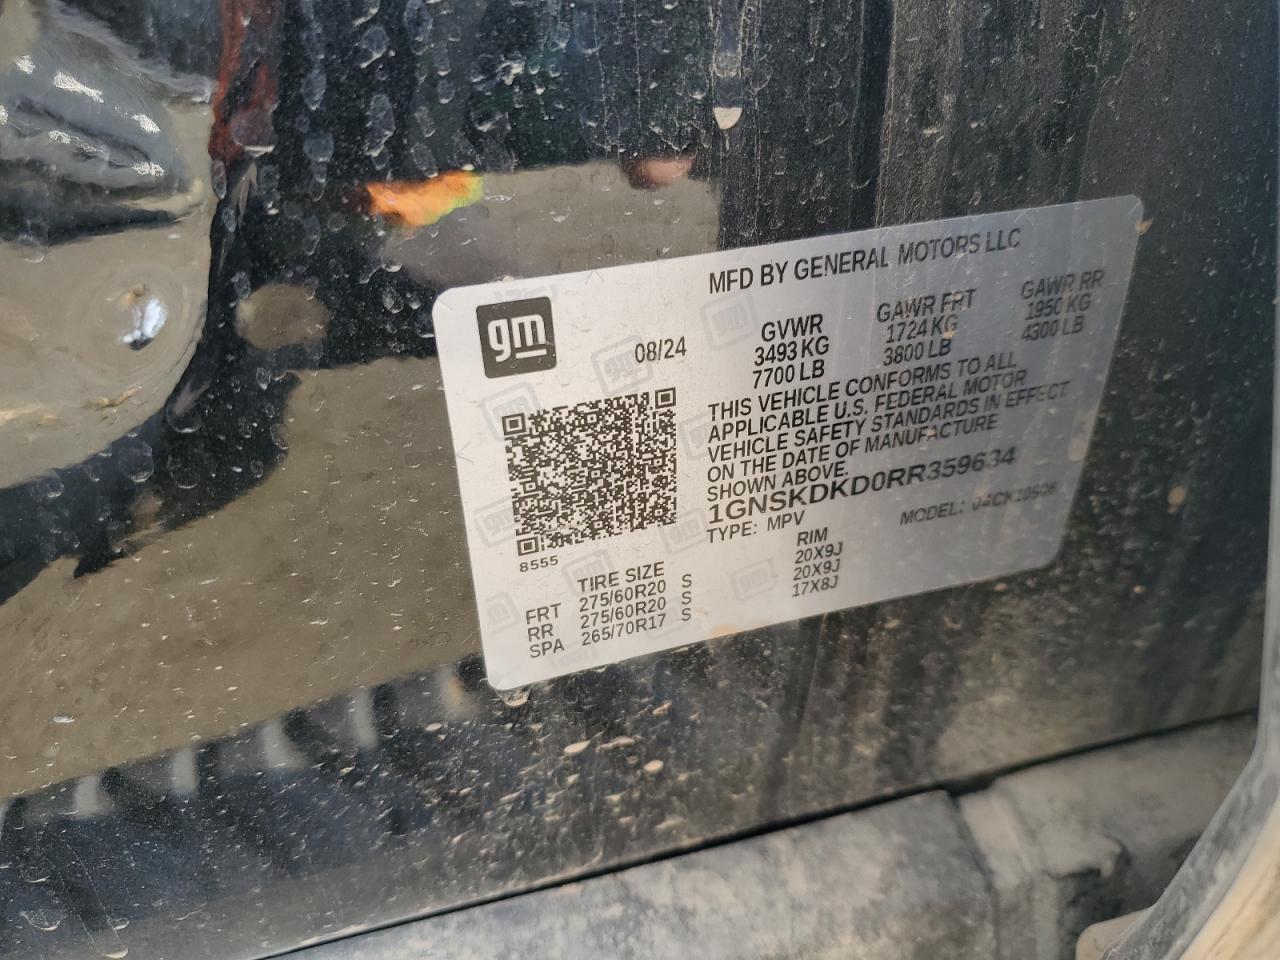 MFD BY GENERAL MOTORS LLC
gm
08/24
GVWR GAWR FRT GAWR RR
3493 KG 1724 KG 1950 KG
7700 LB 3800 LB 4300 LB
THIS VEHICLE CONFORMS TO ALL
APPLICABLE U.S. FEDERAL MOTOR
VEHICLE SAFETY STANDARDS IN EFFECT
ON THE DATE OF MANUFACTURE
SHOWN ABOVE.
1GNSKDKD0RR359634
TYPE: MPV MODEL:
8555
TIRE SIZE RIM
FRT 275/60R20 S 20X9J
RR 275/60R20 S 20X9J
SPA 265/70R17 S 17X8J